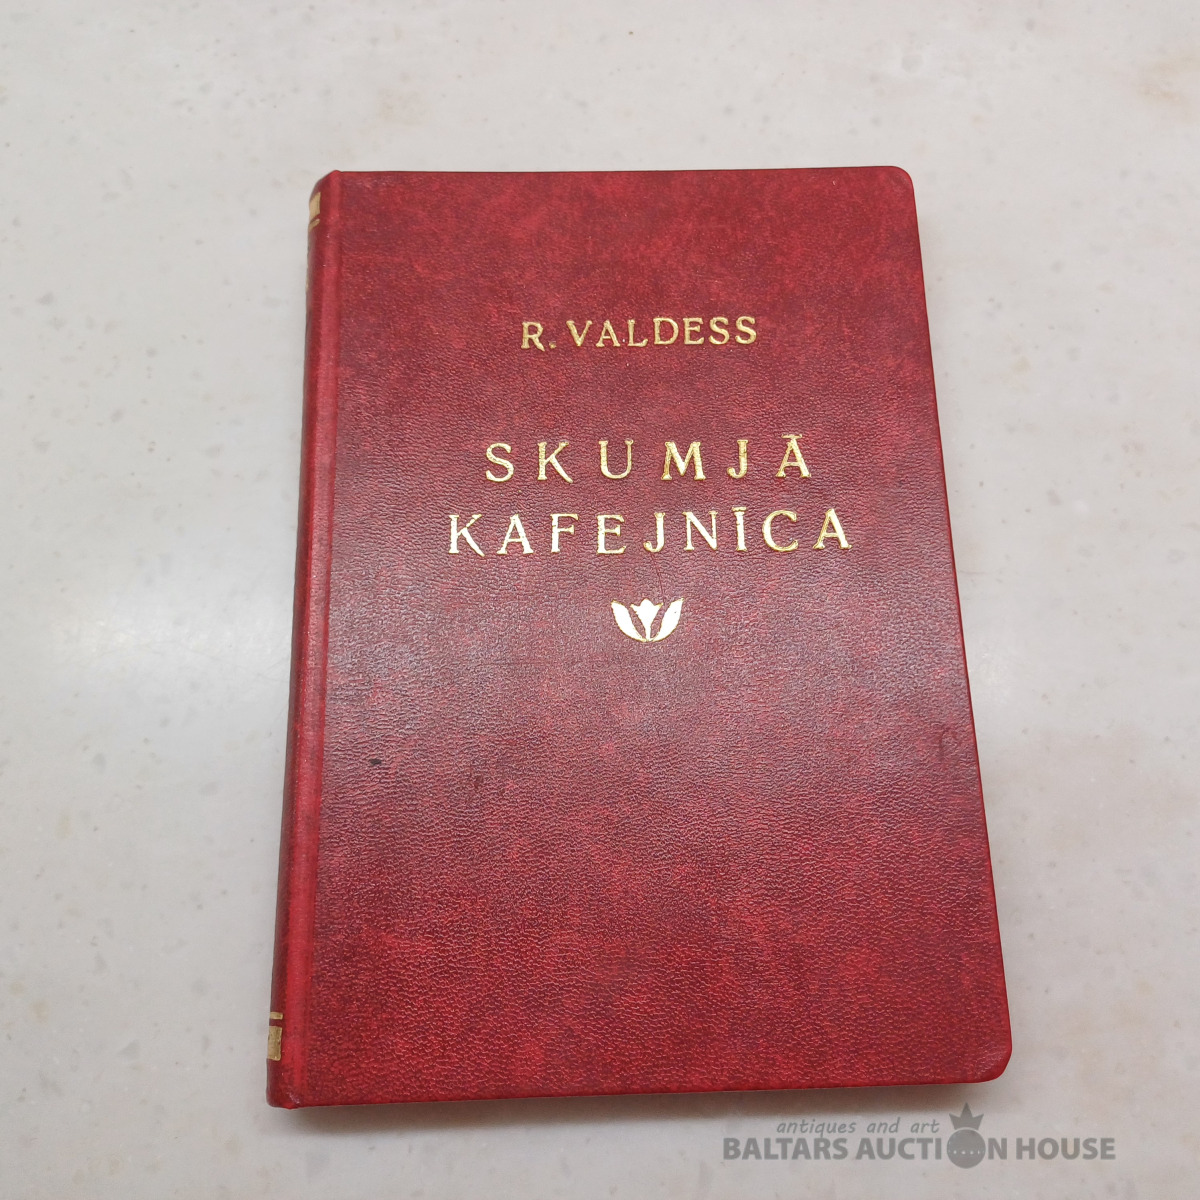 R. VALDESS
SKUMJĀ
KAFEJNĪCA
antiques and art
BALTARS AUCTION HOUSE